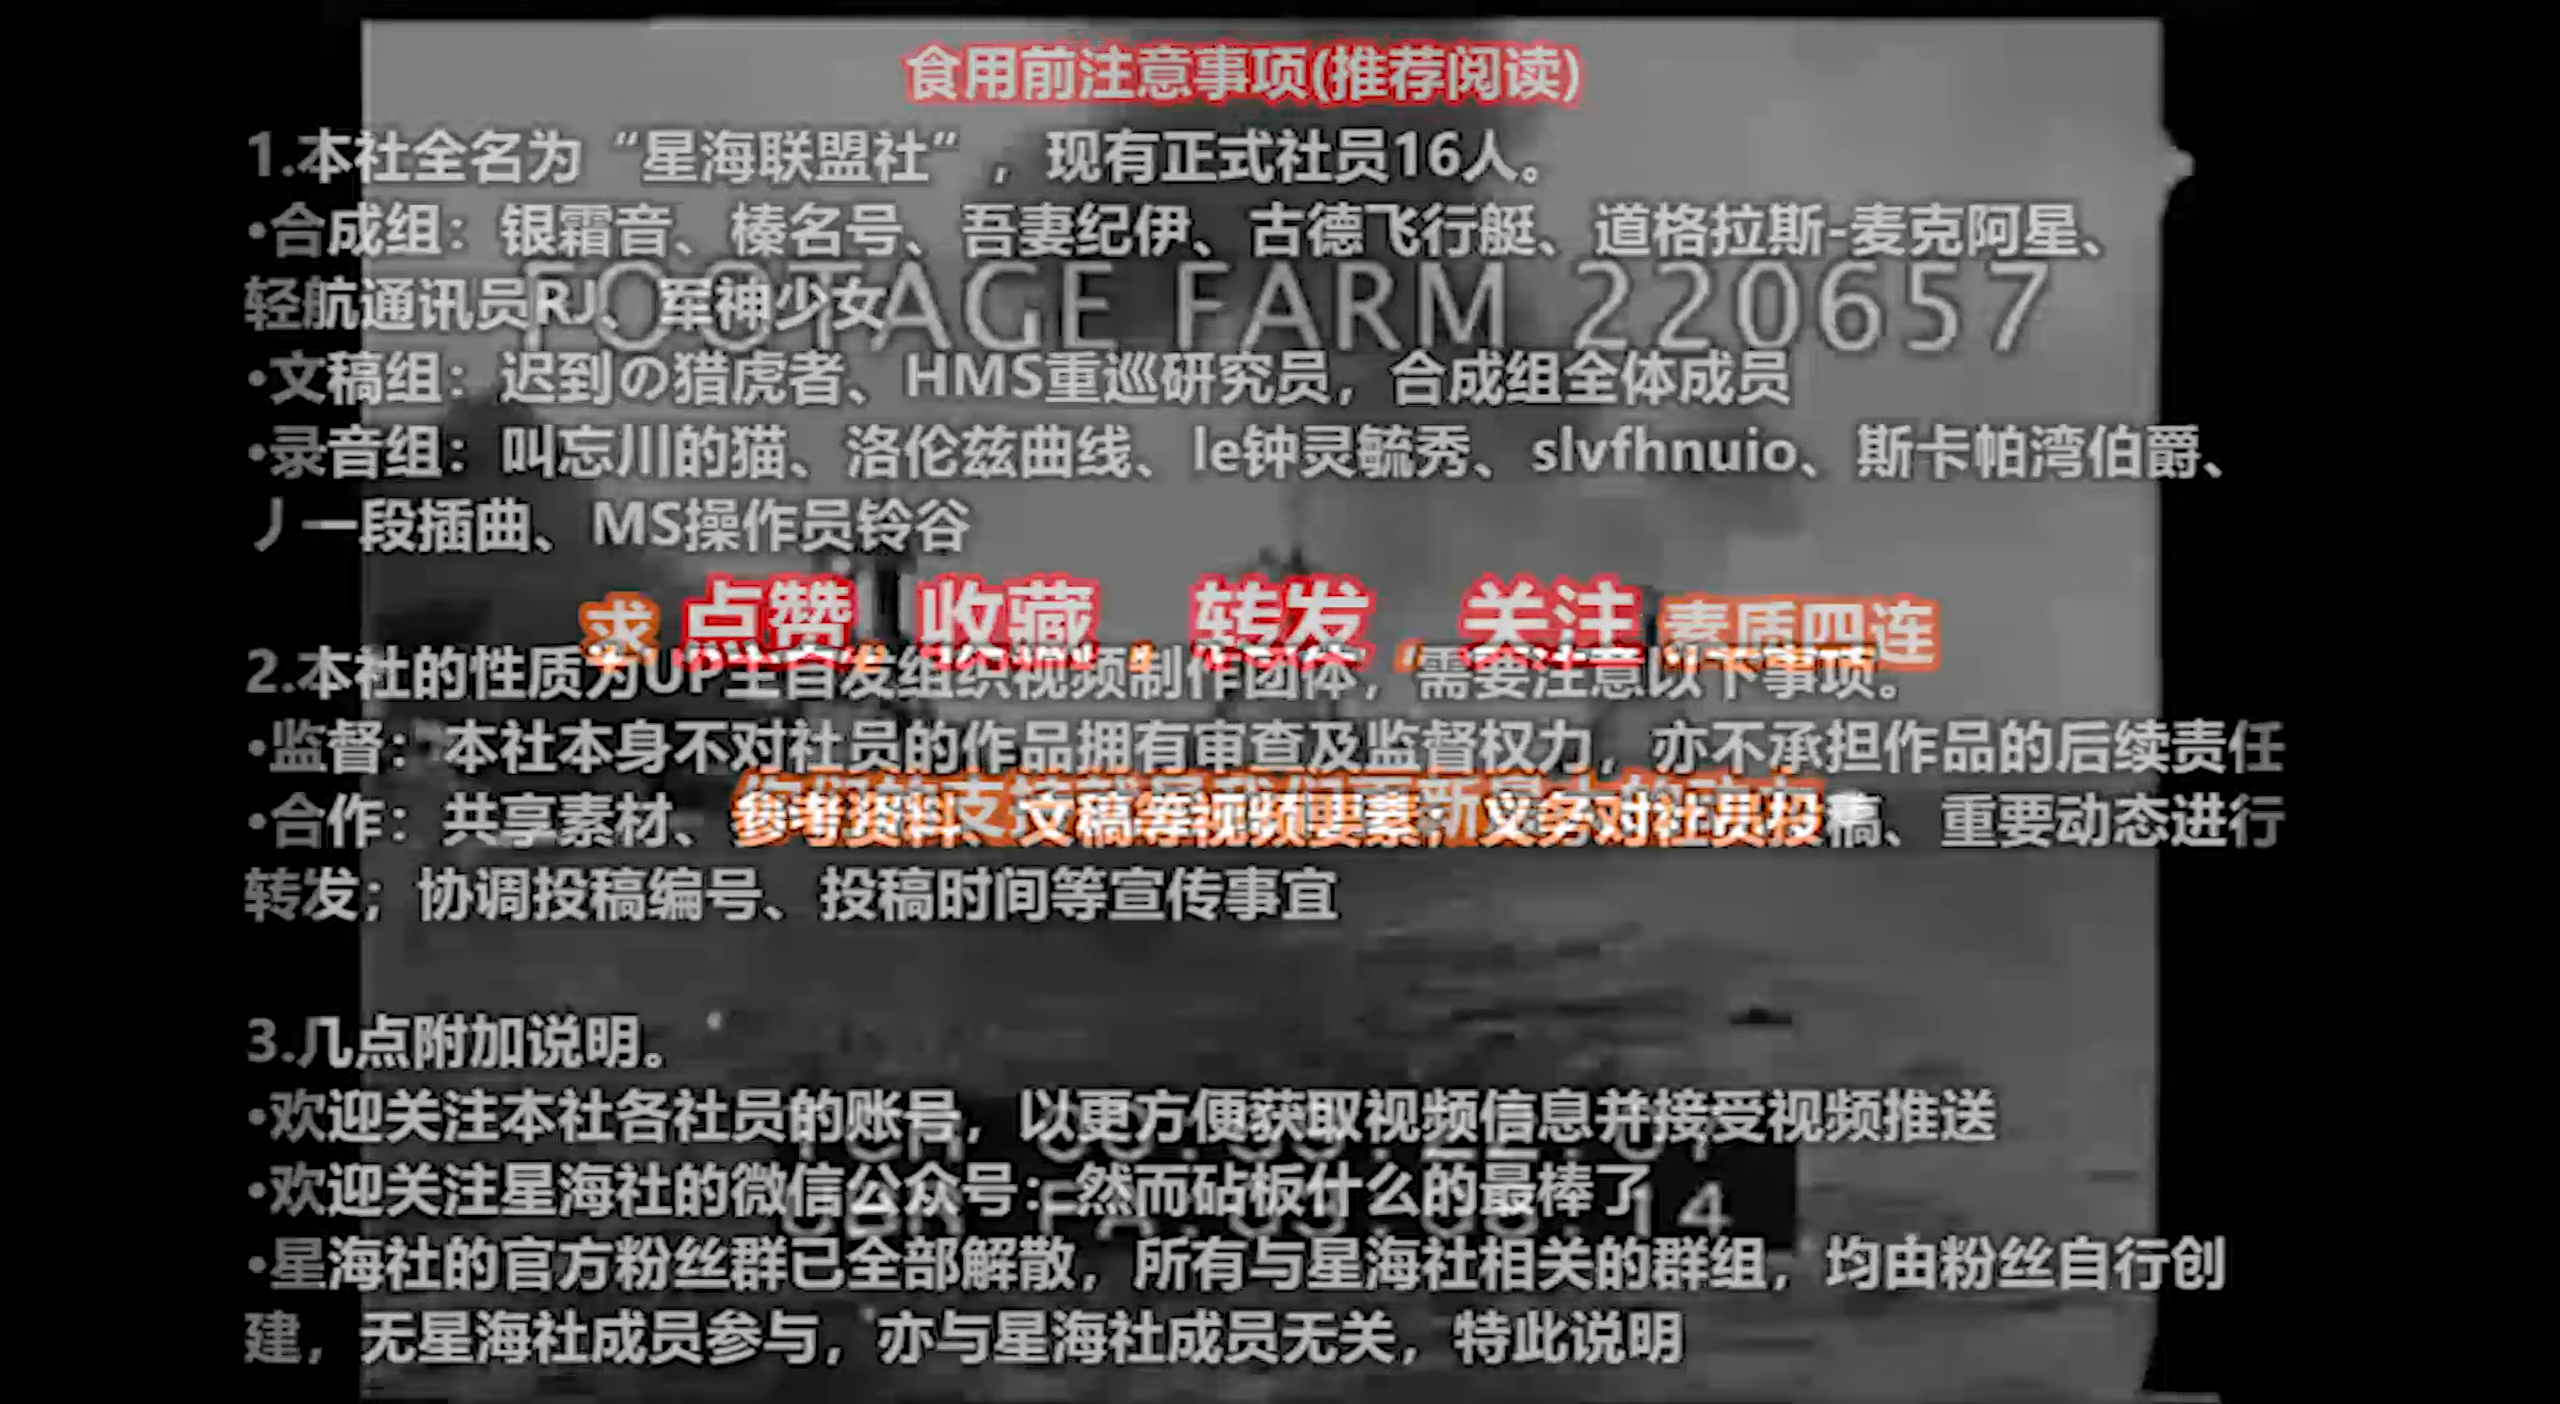 食用前注意事项(推荐阅读)
1.本社全名为“星海联盟社”，现有正式社员16人。
•合成组：银霜音、榛名号、吾妻纪伊、古德飞行艇、道格拉斯-麦克阿星、
FOOTAGE FARM 220657
轻航通讯员RJ、军神少女
•文稿组：迟到の猎虎者、HMS重巡研究员，合成组全体成员
•录音组：叫忘川的猫、洛伦兹曲线、le钟灵毓秀、slvfhnuio、斯卡帕湾伯爵、
丿一段插曲、MS操作员铃谷
求 点赞，收藏，转发，关注 素质四连
2.本社的性质为UP主自发组织视频制作团体，需要注意以下事项。
•监督：本社本身不对社员的作品拥有审查及监督权力，亦不承担作品的后续责任
•合作：共享素材、参考资料、文稿等视频要素；义务对社员投稿、重要动态进行
转发；协调投稿编号、投稿时间等宣传事宜
3.几点附加说明。
•欢迎关注本社各社员的账号，以更方便获取视频信息并接受视频推送
•欢迎关注星海社的微信公众号：然而砧板什么的最棒了
•星海社的官方粉丝群已全部解散，所有与星海社相关的群组，均由粉丝自行创
建，无星海社成员参与，亦与星海社成员无关，特此说明